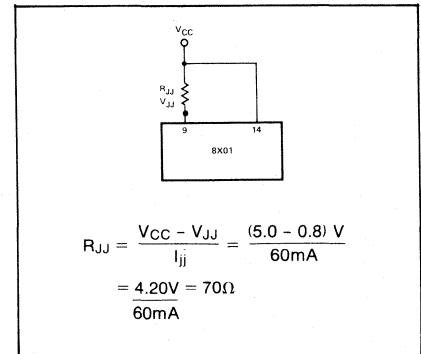 VCC
RJJ
VJJ
9 14
8X01
RJJ = VCC - VJJ / Ijj = (5.0 - 0.8) V / 60mA
= 4.20V / 60mA = 70Ω